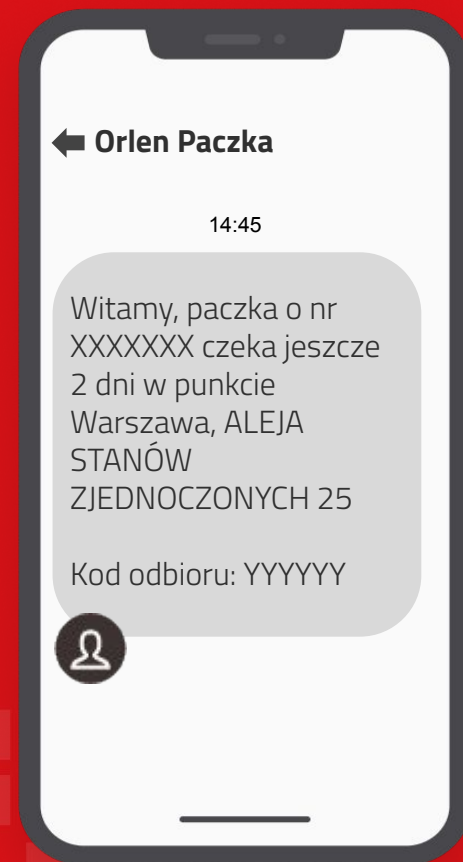 Orlen Paczka
14:45
Witamy, paczka o nr
XXXXXXX czeka jeszcze
2 dni w punkcie
Warszawa, ALEJA
STANÓW
ZJEDNOCZONYCH 25
Kod odbioru: YYYYYY